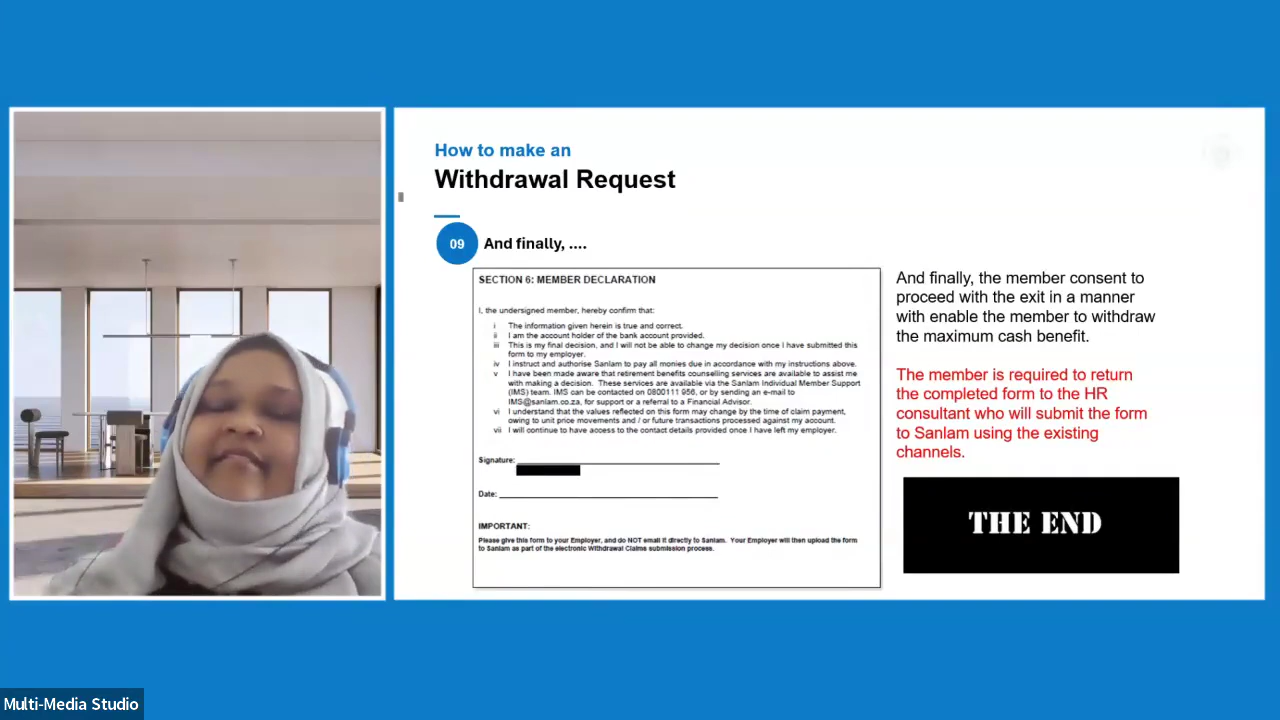 How to make an
Withdrawal Request
09
And finally, ....
SECTION 6: MEMBER DECLARATION
I, the undersigned member, hereby confirm that:
i The information given herein is true and correct.
ii I am the account holder of the bank account provided.
iii This is my final decision, and I will not be able to change my decision once I have submitted this
form to my employer.
iv I instruct and authorise Sanlam to pay all monies due in accordance with my instructions above.
v I have been made aware that retirement benefits counselling services are available to assist me
with making a decision. These services are available via the Sanlam Individual Member Support
(IMS) team. IMS can be contacted on 0800111 956, or by sending an e-mail to
IMS@sanlam.co.za, for support or a referral to a Financial Advisor.
vi I understand that the values reflected on this form may change by the time of claim payment,
owing to unit price movements and / or future transactions processed against my account.
vii I will continue to have access to the contact details provided once I have left my employer.
Signature:
Date:
IMPORTANT:
Please give this form to your Employer, and do NOT email it directly to Sanlam. Your Employer will then upload the form
to Sanlam as part of the electronic Withdrawal Claims submission process.
And finally, the member consent to
proceed with the exit in a manner
with enable the member to withdraw
the maximum cash benefit.
The member is required to return
the completed form to the HR
consultant who will submit the form
to Sanlam using the existing
channels.
THE END
Multi-Media Studio